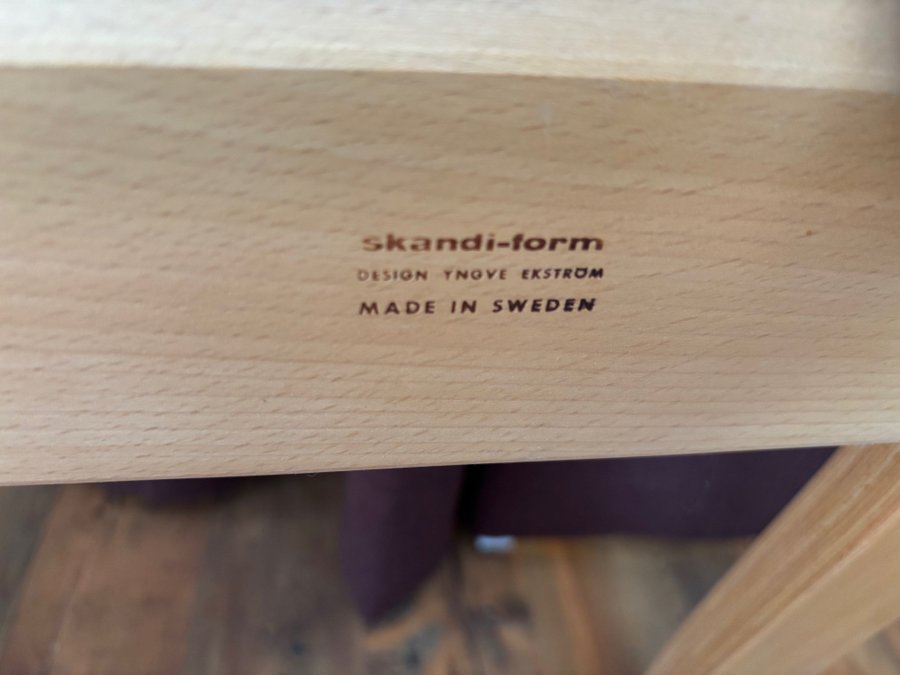 skandi-form
DESIGN YNGVE EKSTRÖM
MADE IN SWEDEN